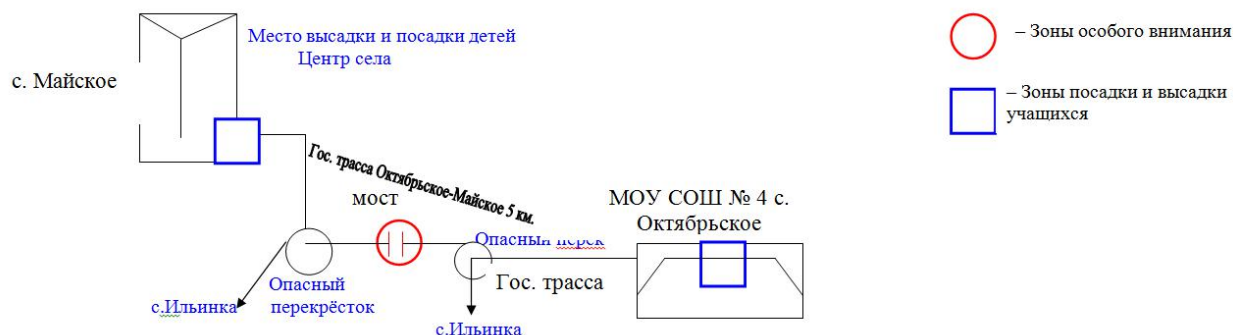 Место высадки и посадки детей
Центр села
с. Майское
– Зоны особого внимания
– Зоны посадки и высадки
учащихся
Гос. трасса Октябрьское-Майское 5 км.
мост
МОУ СОШ № 4 с.
Октябрьское
Опасный перек
Гос. трасса
Опасный
перекрёсток
с.Ильинка
с.Ильинка